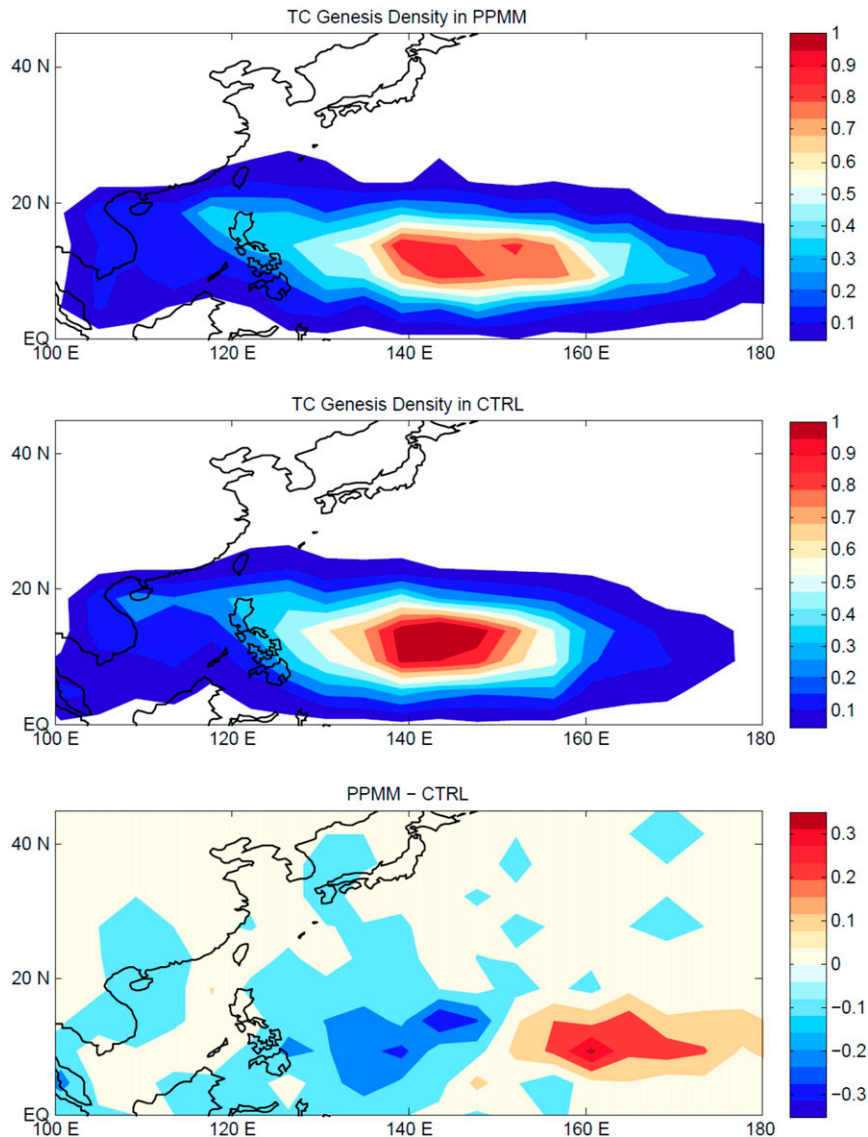 TC Genesis Density in PPMM
40 N
20 N
EQ
100 E 120 E 140 E 160 E 180
1
0.9
0.8
0.7
0.6
0.5
0.4
0.3
0.2
0.1
TC Genesis Density in CTRL
40 N
20 N
EQ
100 E 120 E 140 E 160 E 180
1
0.9
0.8
0.7
0.6
0.5
0.4
0.3
0.2
0.1
PPMM − CTRL
40 N
20 N
EQ
100 E 120 E 140 E 160 E 180
0.3
0.2
0.1
0
−0.1
−0.2
−0.3